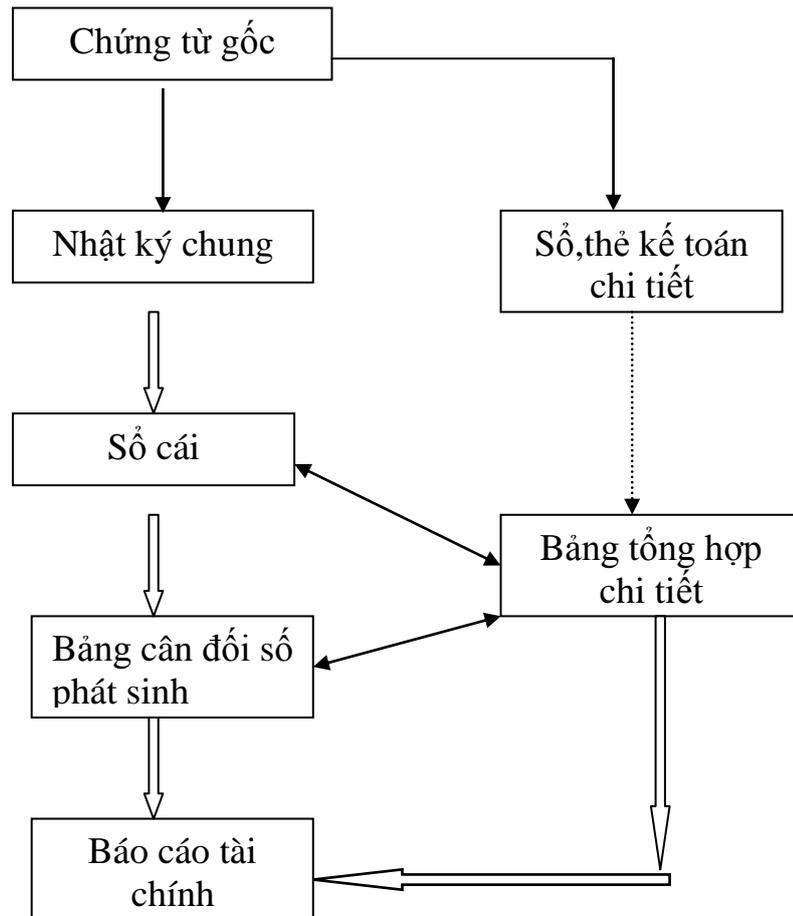 Chứng từ gốc
Nhật ký chung
Sổ,thẻ kế toán
chi tiết
Sổ cái
Bảng tổng hợp
chi tiết
Bảng cân đối số
phát sinh
Báo cáo tài
chính